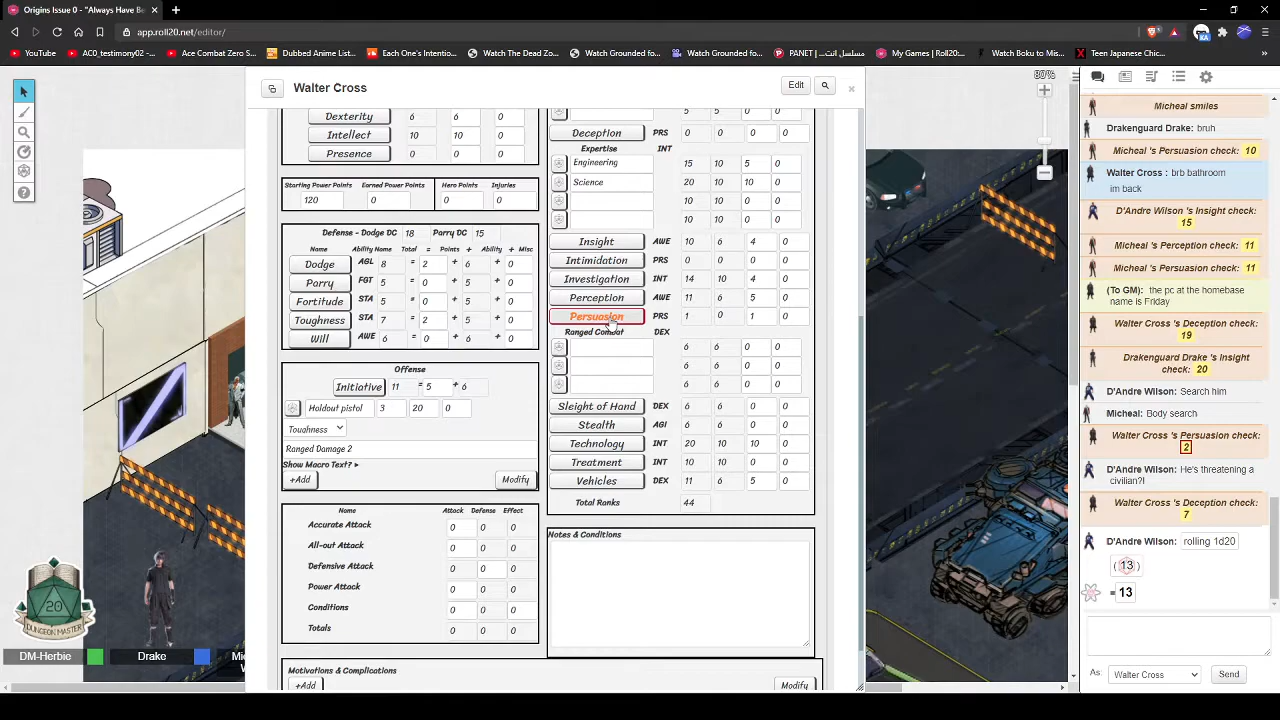 Origins Issue 0 - "Always Have Be
app.roll20.net/editor/
YouTube
AC0_testimony02 -...
Ace Combat Zero S...
Dubbed Anime List...
Each One's Intentio...
Watch The Dead Zo...
Watch Grounded fo...
Watch Grounded fo...
PANET | ...مسلسل انت
My Games | Roll20:...
Watch Boku to Mis...
Teen Japanese Chic...
Walter Cross
Edit
80%
Dexterity 6 6 0
Intellect 10 10 0
Presence 0 0 0
Starting Power Points Earned Power Points Hero Points Injuries
120 0 0 0
Defense - Dodge DC 18 Parry DC 15
Name Ability Name Total = Points + Ability + Misc
Dodge AGL 8 = 2 + 6 + 0
Parry FGT 5 = 0 + 5 + 0
Fortitude STA 5 = 0 + 5 + 0
Toughness STA 7 = 2 + 5 + 0
Will AWE 6 = 0 + 6 + 0
Offense
Initiative 11 = 5 + 6
Holdout pistol 3 20 0
Toughness
Ranged Damage 2
Show Macro Text? ▸
+Add Modify
Name Attack Defense Effect
Accurate Attack 0 0 0
All-out Attack 0 0 0
Defensive Attack 0 0 0
Power Attack 0 0 0
Conditions 0 0 0
Totals 0 0 0
Motivations & Complications
+Add Modify
5 5 0 0
Deception PRS 0 0 0 0
Expertise INT
Engineering 15 10 5 0
Science 20 10 10 0
10 10 0 0
10 10 0 0
Insight AWE 10 6 4 0
Intimidation PRS 0 0 0 0
Investigation INT 14 10 4 0
Perception AWE 11 6 5 0
Persuasion PRS 1 0 1 0
Ranged Combat DEX
6 6 0 0
6 6 0 0
6 6 0 0
Sleight of Hand DEX 6 6 0 0
Stealth AGI 6 6 0 0
Technology INT 20 10 10 0
Treatment INT 10 10 0 0
Vehicles DEX 11 6 5 0
Total Ranks 44
Notes & Conditions
20
DUNGEON MASTER
DM-Herbie
Drake
Micheal smiles
Drakenguard Drake: bruh
Micheal's Persuasion check: 10
Walter Cross : brb bathroom
im back
D'Andre Wilson's Insight check:
15
Micheal's Perception check: 11
Micheal 's Persuasion check: 11
(To GM): the pc at the homebase
name is Friday
Walter Cross's Deception check:
19
Drakenguard Drake 's Insight
check: 20
D'Andre Wilson: Search him
Micheal: Body search
Walter Cross 's Persuasion check:
2
D'Andre Wilson: He's threatening a
civilian?!
Walter Cross 's Deception check:
7
D'Andre Wilson: rolling 1d20
(13)
= 13
As: Walter Cross Send